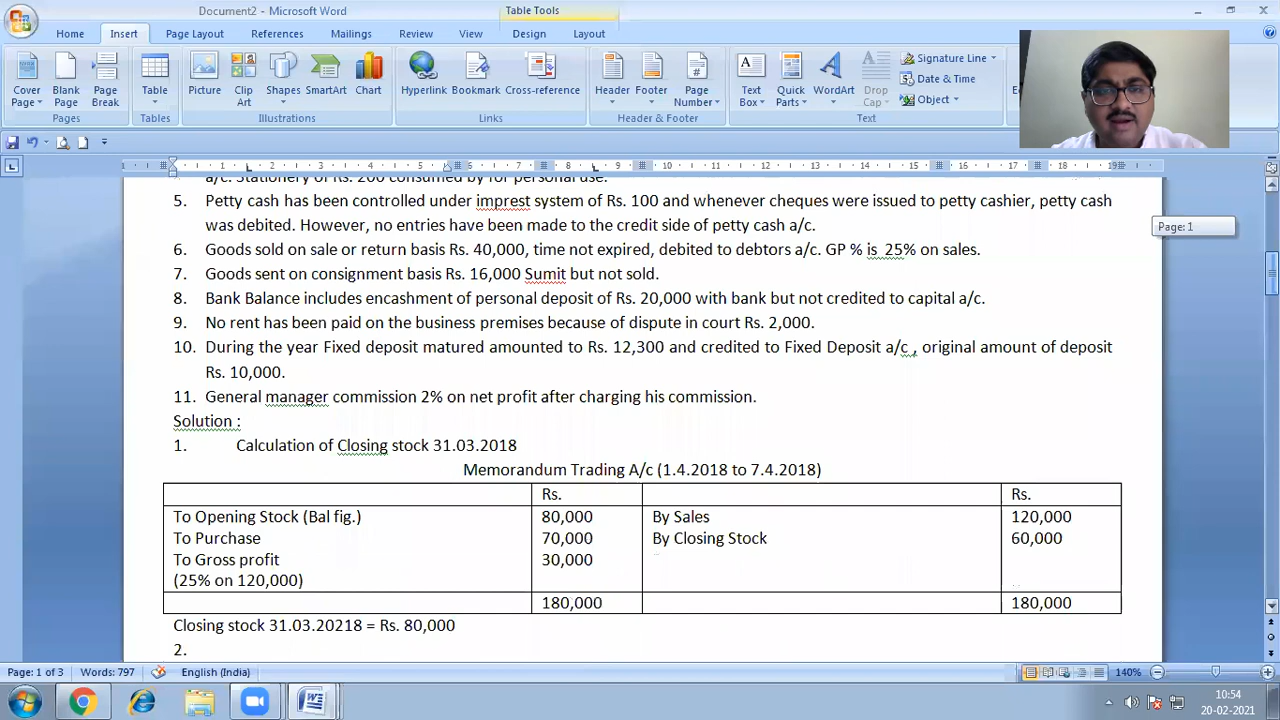 Document2 - Microsoft Word
Table Tools
Home
Insert
Page Layout
References
Mailings
Review
View
Design
Layout
Cover Page
Blank Page
Page Break
Table
Picture
Clip Art
Shapes
SmartArt
Chart
Hyperlink
Bookmark
Cross-reference
Header
Footer
Page Number
Text Box
Quick Parts
WordArt
Drop Cap
Signature Line
Date & Time
Object
Pages
Tables
Illustrations
Links
Header & Footer
Text
a/c. Stationery of Rs. 200 consumed by for personal use.
5. Petty cash has been controlled under imprest system of Rs. 100 and whenever cheques were issued to petty cashier, petty cash
was debited. However, no entries have been made to the credit side of petty cash a/c.
Page: 1
6. Goods sold on sale or return basis Rs. 40,000, time not expired, debited to debtors a/c. GP % is 25% on sales.
7. Goods sent on consignment basis Rs. 16,000 Sumit but not sold.
8. Bank Balance includes encashment of personal deposit of Rs. 20,000 with bank but not credited to capital a/c.
9. No rent has been paid on the business premises because of dispute in court Rs. 2,000.
10. During the year Fixed deposit matured amounted to Rs. 12,300 and credited to Fixed Deposit a/c , original amount of deposit
Rs. 10,000.
11. General manager commission 2% on net profit after charging his commission.
Solution :
1. Calculation of Closing stock 31.03.2018
Memorandum Trading A/c (1.4.2018 to 7.4.2018)
Rs. Rs.
To Opening Stock (Bal fig.) 80,000 By Sales 120,000
To Purchase 70,000 By Closing Stock 60,000
To Gross profit 30,000
(25% on 120,000)
180,000 180,000
Closing stock 31.03.20218 = Rs. 80,000
2.
Page: 1 of 3
Words: 797
English (India)
140%
10:54
20-02-2021